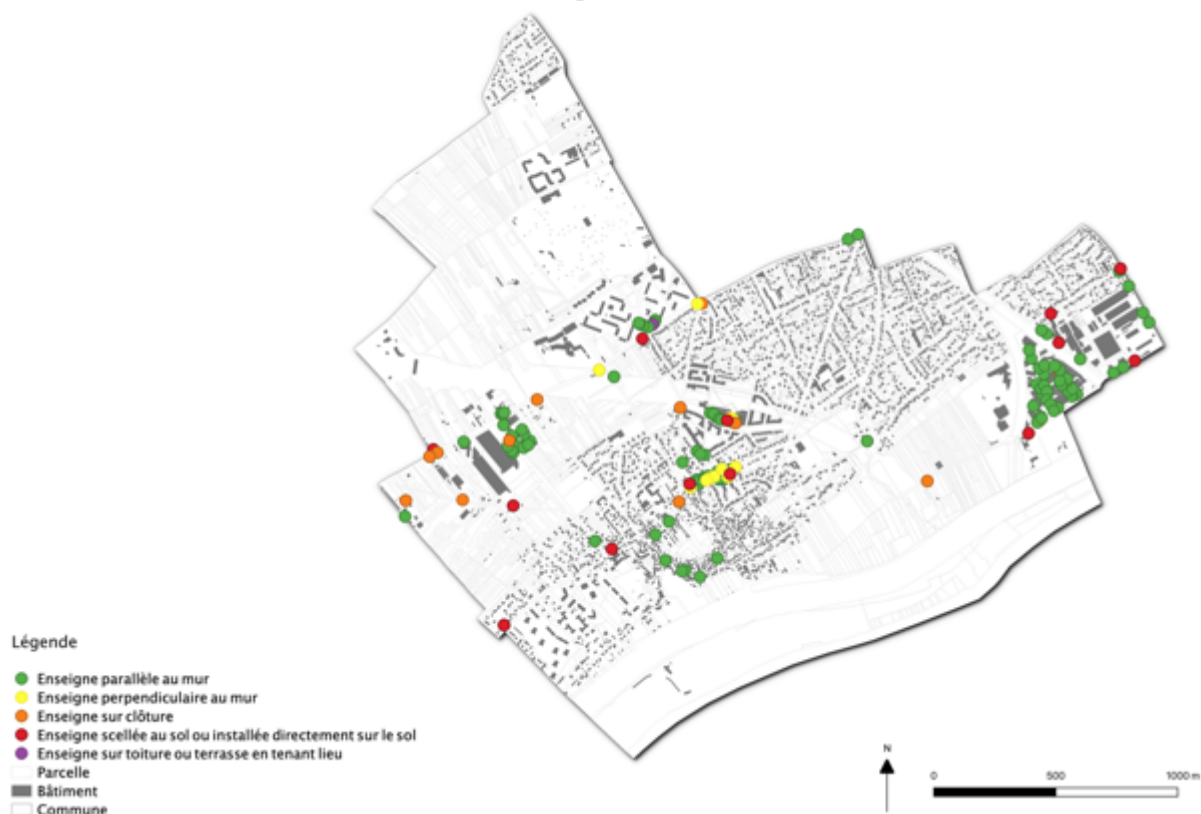 Légende
Enseigne parallèle au mur
Enseigne perpendiculaire au mur
Enseigne sur clôture
Enseigne scellée au sol ou installée directement sur le sol
Enseigne sur toiture ou terrasse en tenant lieu
Parcelle
Bâtiment
Commune
N
0 500 1000 m